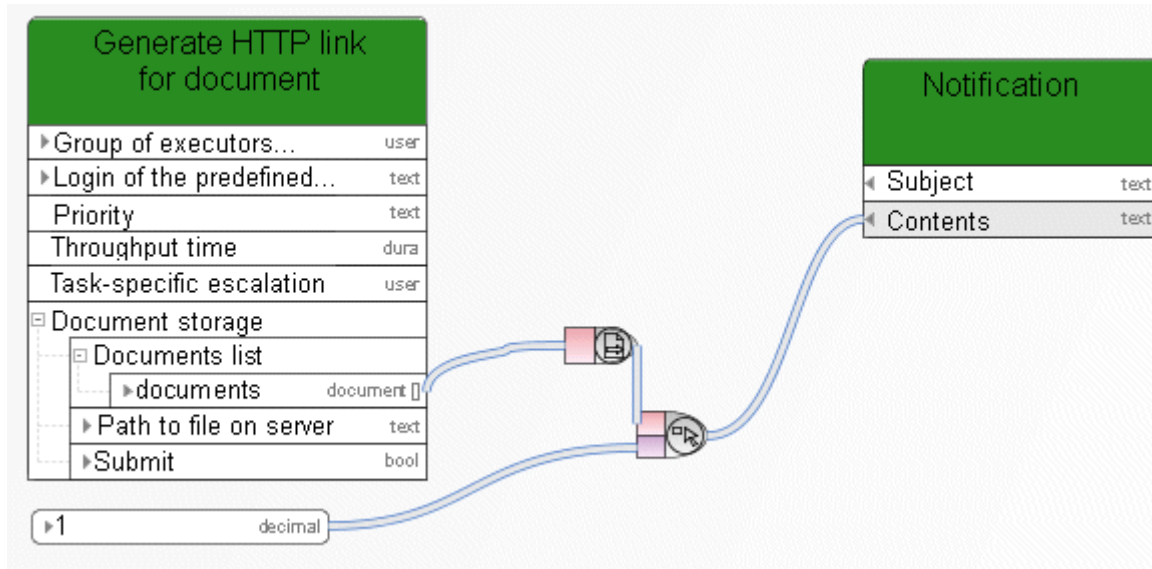 Generate HTTP link
for document
Group of executors... user
Login of the predefined... text
Priority text
Throughput time dura
Task-specific escalation user
Document storage
Documents list
documents document []
Path to file on server text
Submit bool
1 decimal
Notification
Subject text
Contents text